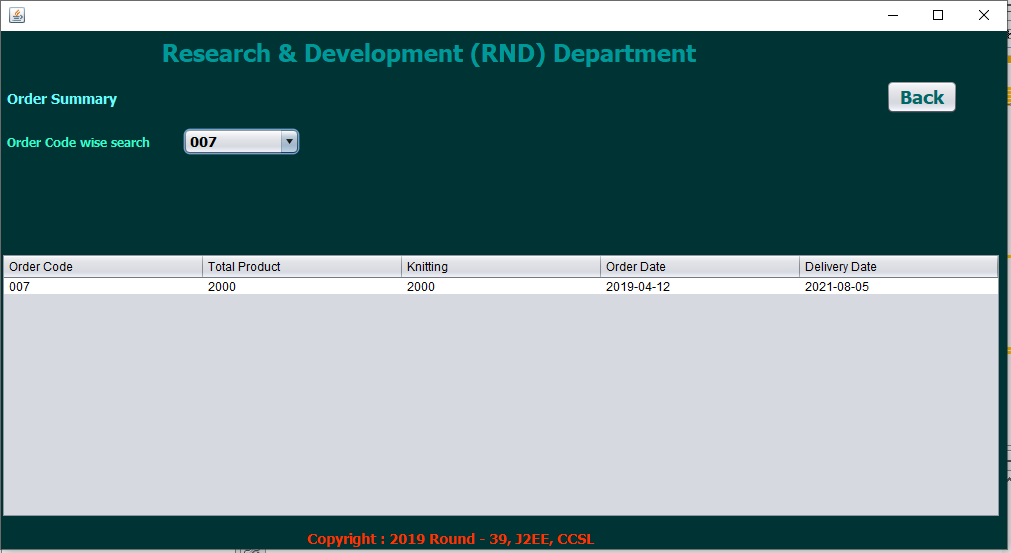 Research & Development (RND) Department
Order Summary
Back
Order Code wise search
007
Order Code Total Product Knitting Order Date Delivery Date
007 2000 2000 2019-04-12 2021-08-05
Copyright : 2019 Round - 39, J2EE, CCSL